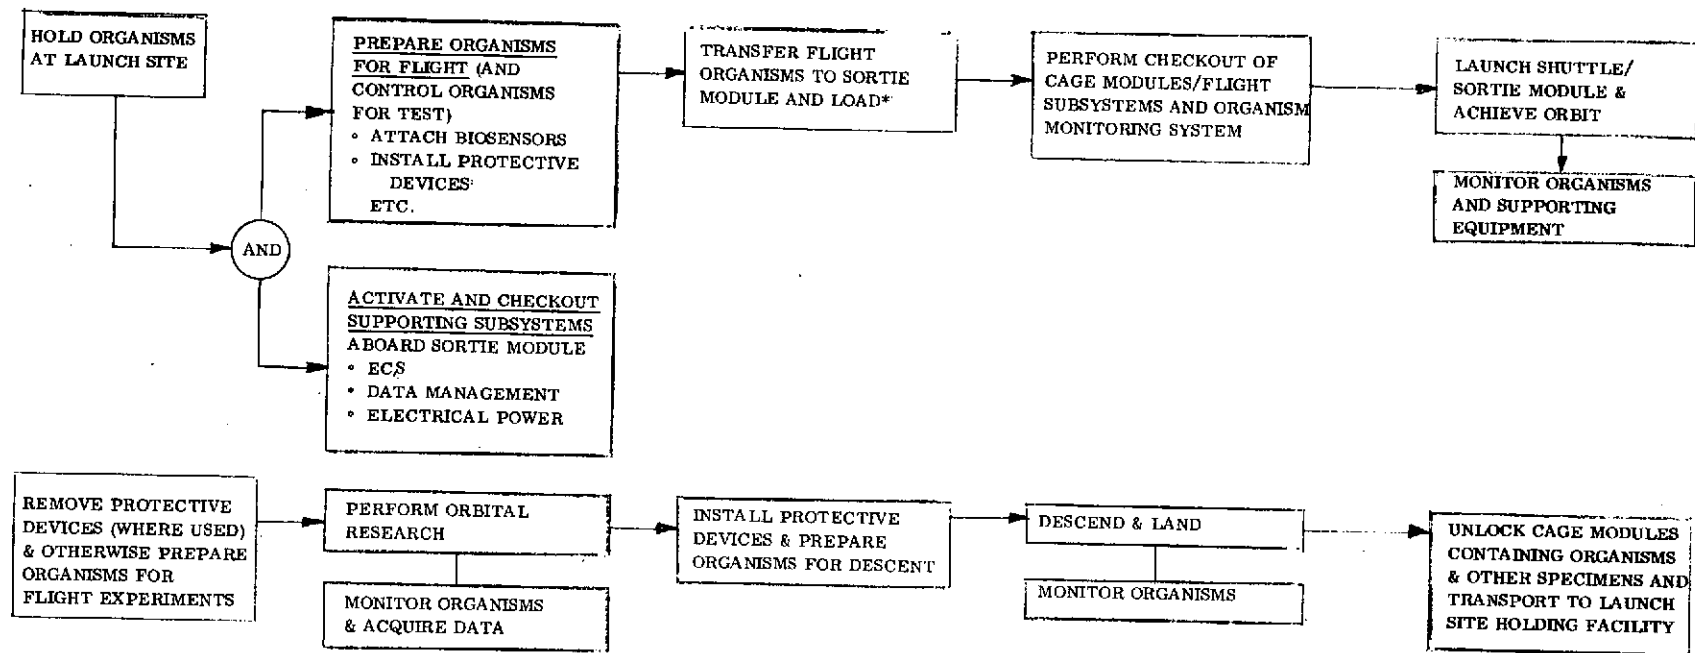 HOLD ORGANISMS
AT LAUNCH SITE
AND
PREPARE ORGANISMS
FOR FLIGHT (AND
CONTROL ORGANISMS
FOR TEST)
• ATTACH BIOSENSORS
• INSTALL PROTECTIVE
DEVICES
ETC.
ACTIVATE AND CHECKOUT
SUPPORTING SUBSYSTEMS
ABOARD SORTIE MODULE
• ECS
• DATA MANAGEMENT
• ELECTRICAL POWER
TRANSFER FLIGHT
ORGANISMS TO SORTIE
MODULE AND LOAD*
PERFORM CHECKOUT OF
CAGE MODULES/FLIGHT
SUBSYSTEMS AND ORGANISM
MONITORING SYSTEM
LAUNCH SHUTTLE/
SORTIE MODULE &
ACHIEVE ORBIT
MONITOR ORGANISMS
AND SUPPORTING
EQUIPMENT
REMOVE PROTECTIVE
DEVICES (WHERE USED)
& OTHERWISE PREPARE
ORGANISMS FOR
FLIGHT EXPERIMENTS
PERFORM ORBITAL
RESEARCH
MONITOR ORGANISMS
& ACQUIRE DATA
INSTALL PROTECTIVE
DEVICES & PREPARE
ORGANISMS FOR DESCENT
DESCEND & LAND
MONITOR ORGANISMS
UNLOCK CAGE MODULES
CONTAINING ORGANISMS
& OTHER SPECIMENS AND
TRANSPORT TO LAUNCH
SITE HOLDING FACILITY